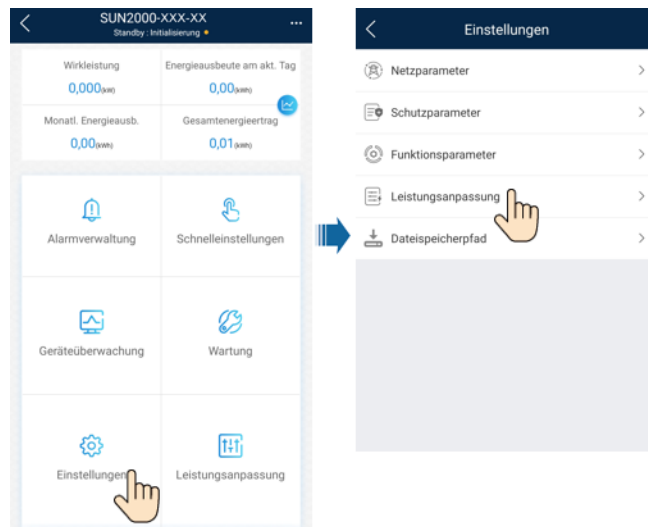 SUN2000-XXX-XX
Standby : Initialisierung
Wirkleistung
0,000(kW)
Energieausbeute am akt. Tag
0,00(kWh)
Monatl. Energieausb.
0,00(kWh)
Gesamtenergieertrag
0,01(kWh)
Alarmverwaltung
Schnelleinstellungen
Geräteüberwachung
Wartung
Einstellungen
Leistungsanpassung
Einstellungen
Netzparameter
Schutzparameter
Funktionsparameter
Leistungsanpassung
Dateispeicherpfad